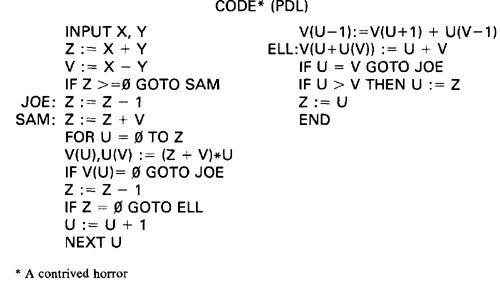 CODE* (PDL)
INPUT X, Y
Z := X + Y
V := X − Y
IF Z >=Ø GOTO SAM
JOE: Z := Z − 1
SAM: Z := Z + V
FOR U = Ø TO Z
V(U),U(V) := (Z + V)*U
IF V(U)= Ø GOTO JOE
Z := Z − 1
IF Z = Ø GOTO ELL
U := U + 1
NEXT U
V(U−1):=V(U+1) + U(V−1)
ELL:V(U+U(V)) := U + V
IF U = V GOTO JOE
IF U > V THEN U := Z
Z := U
END
* A contrived horror